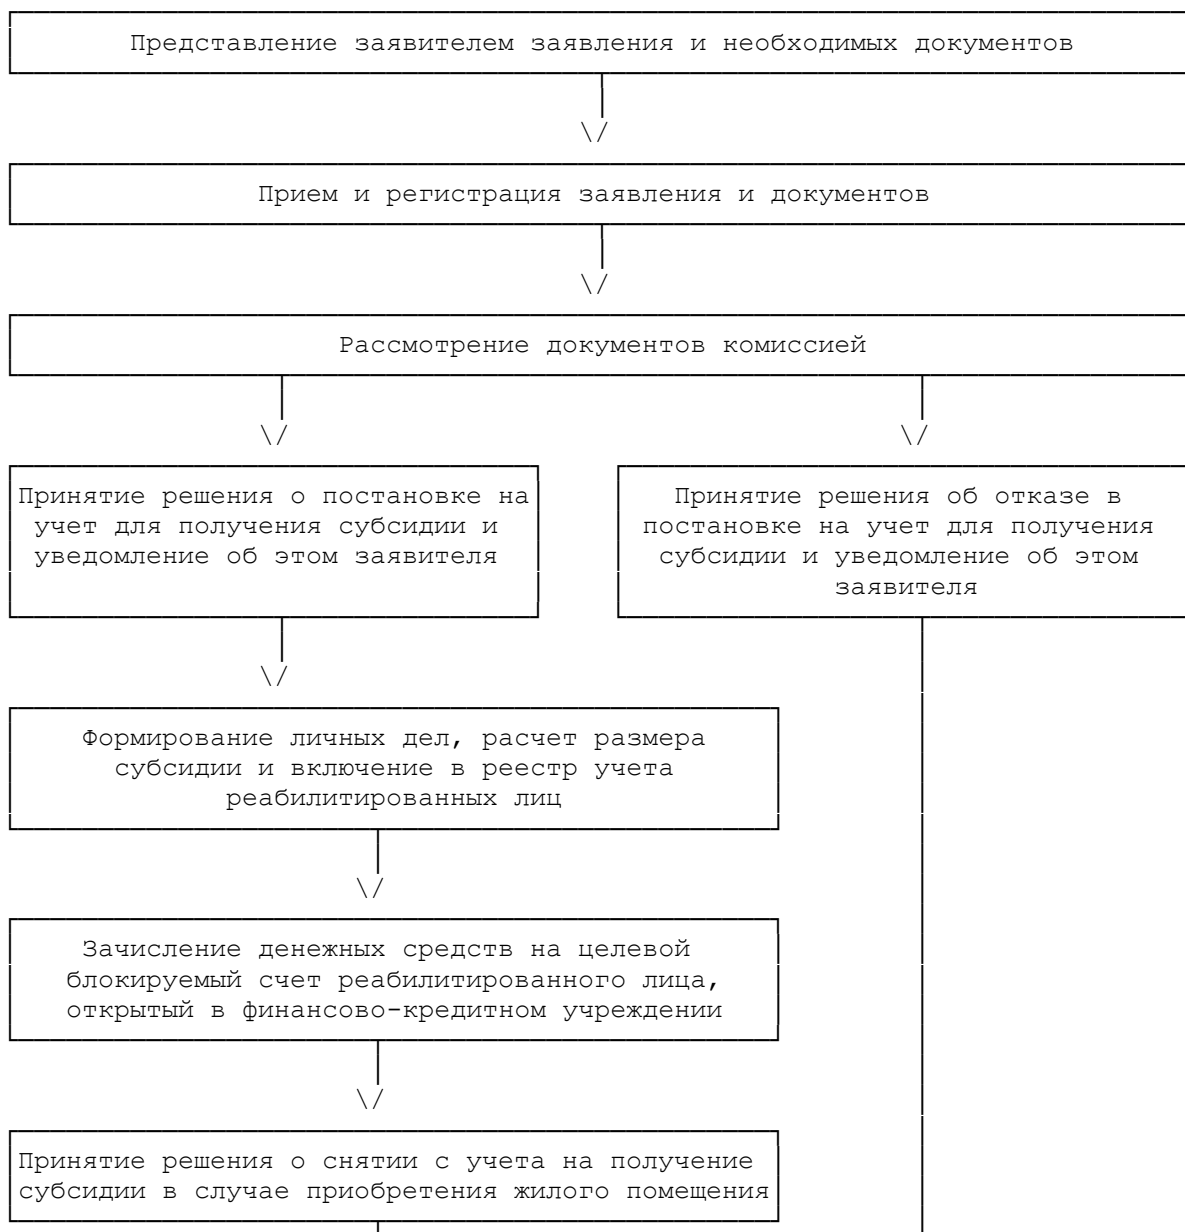 Представление заявителем заявления и необходимых документов
\/
Прием и регистрация заявления и документов
\/
Рассмотрение документов комиссией
\/ \/
Принятие решения о постановке на
учет для получения субсидии и
уведомление об этом заявителя
Принятие решения об отказе в
постановке на учет для получения
субсидии и уведомление об этом
заявителя
\/
Формирование личных дел, расчет размера
субсидии и включение в реестр учета
реабилитированных лиц
\/
Зачисление денежных средств на целевой
блокируемый счет реабилитированного лица,
открытый в финансово-кредитном учреждении
\/
Принятие решения о снятии с учета на получение
субсидии в случае приобретения жилого помещения